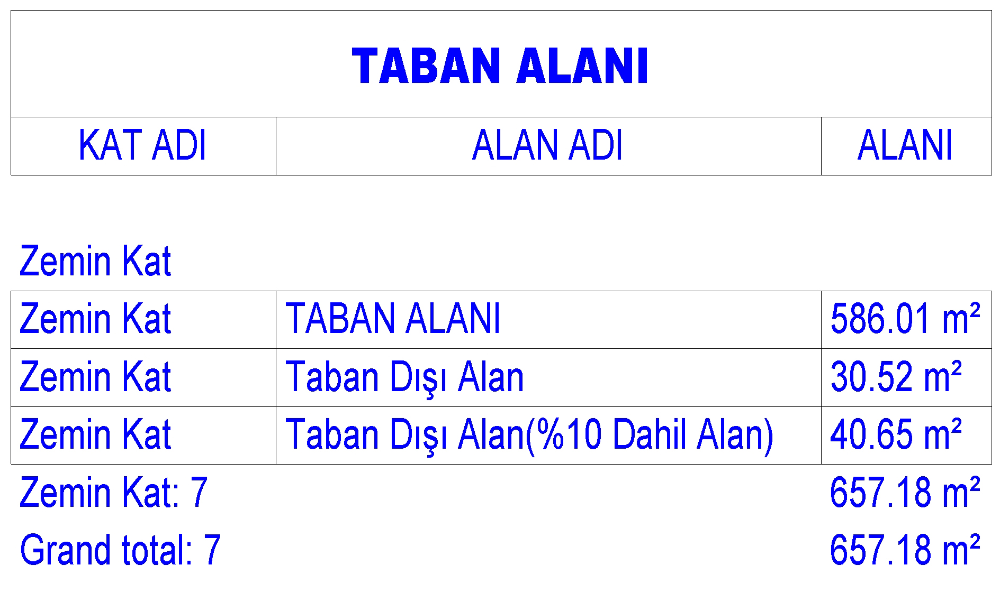 TABAN ALANI
KAT ADI ALAN ADI ALANI
Zemin Kat
Zemin Kat TABAN ALANI 586.01 m²
Zemin Kat Taban Dışı Alan 30.52 m²
Zemin Kat Taban Dışı Alan(%10 Dahil Alan) 40.65 m²
Zemin Kat: 7 657.18 m²
Grand total: 7 657.18 m²